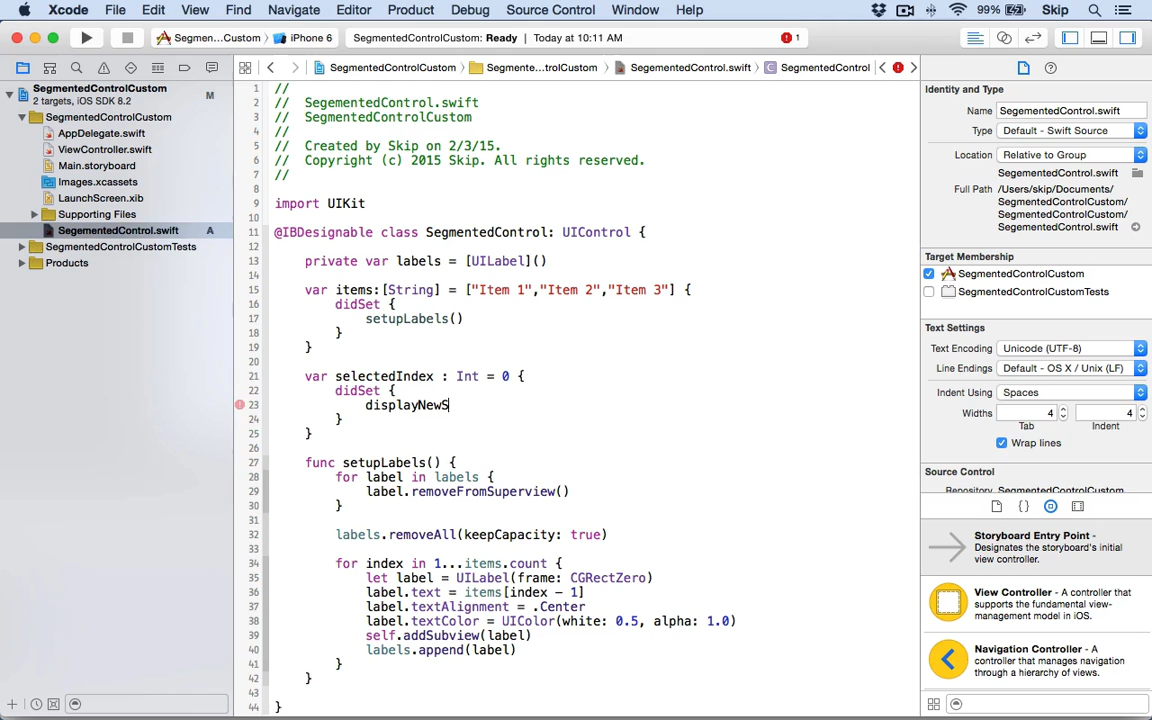 Xcode File Edit View Find Navigate Editor Product Debug Source Control Window Help 99% Skip
Segmen...Custom iPhone 6 SegmentedControlCustom: Ready Today at 10:11 AM 1
SegmentedControlCustom Segmente...trolCustom SegmentedControl.swift SegmentedControl
SegmentedControlCustom M
2 targets, iOS SDK 8.2
SegmentedControlCustom
AppDelegate.swift
ViewController.swift
Main.storyboard
Images.xcassets
LaunchScreen.xib
Supporting Files
SegementedControl.swift A
SegmentedControlCustomTests
Products
1 //
2 // SegementedControl.swift
3 // SegmentedControlCustom
4 //
5 // Created by Skip on 2/3/15.
6 // Copyright (c) 2015 Skip. All rights reserved.
7 //
8
9 import UIKit
10
11 @IBDesignable class SegmentedControl: UIControl {
12
13 private var labels = [UILabel]()
14
15 var items:[String] = ["Item 1","Item 2","Item 3"] {
16 didSet {
17 setupLabels()
18 }
19 }
20
21 var selectedIndex : Int = 0 {
22 didSet {
23 displayNewS
24 }
25 }
26
27 func setupLabels() {
28 for label in labels {
29 label.removeFromSuperview()
30 }
31
32 labels.removeAll(keepCapacity: true)
33
34 for index in 1...items.count {
35 let label = UILabel(frame: CGRectZero)
36 label.text = items[index - 1]
37 label.textAlignment = .Center
38 label.textColor = UIColor(white: 0.5, alpha: 1.0)
39 self.addSubview(label)
40 labels.append(label)
41 }
42 }
43
44 }
Identity and Type
Name SegementedControl.swift
Type Default - Swift Source
Location Relative to Group
SegementedControl.swift
Full Path /Users/skip/Documents/
SegmentedControlCustom/
SegmentedControlCustom/
SegementedControl.swift
Target Membership
SegmentedControlCustom
SegmentedControlCustomTests
Text Settings
Text Encoding Unicode (UTF-8)
Line Endings Default - OS X / Unix (LF)
Indent Using Spaces
Widths 4 4
Tab Indent
Wrap lines
Source Control
Repository SegmentedControlCustom
Storyboard Entry Point -
Designates the storyboard's initial
view controller.
View Controller - A controller
that supports the fundamental view-
management model in iOS.
Navigation Controller - A
controller that manages navigation
through a hierarchy of views.